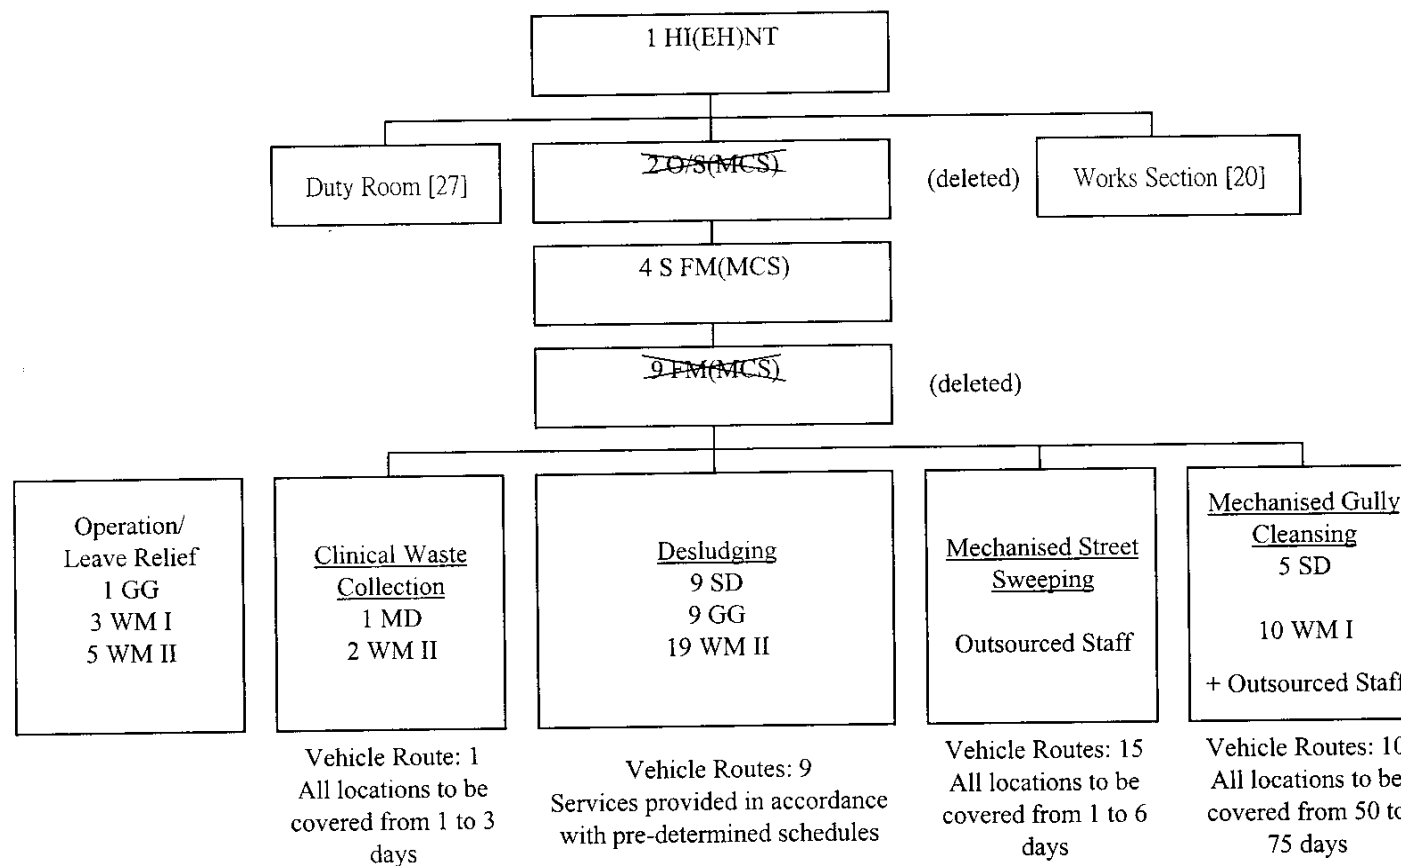 1 HI(EH)NT
Duty Room [27]
2 O/S(MCS)
(deleted)
Works Section [20]
4 S FM(MCS)
9 FM(MCS)
(deleted)
Operation/
Leave Relief
1 GG
3 WM I
5 WM II
Clinical Waste
Collection
1 MD
2 WM II
Desludging
9 SD
9 GG
19 WM II
Mechanised Street
Sweeping
Outsourced Staff
Mechanised Gully
Cleansing
5 SD
10 WM I
+ Outsourced Staff
Vehicle Route: 1
All locations to be
covered from 1 to 3
days
Vehicle Routes: 9
Services provided in accordance
with pre-determined schedules
Vehicle Routes: 15
All locations to be
covered from 1 to 6
days
Vehicle Routes: 10
All locations to be
covered from 50 to
75 days